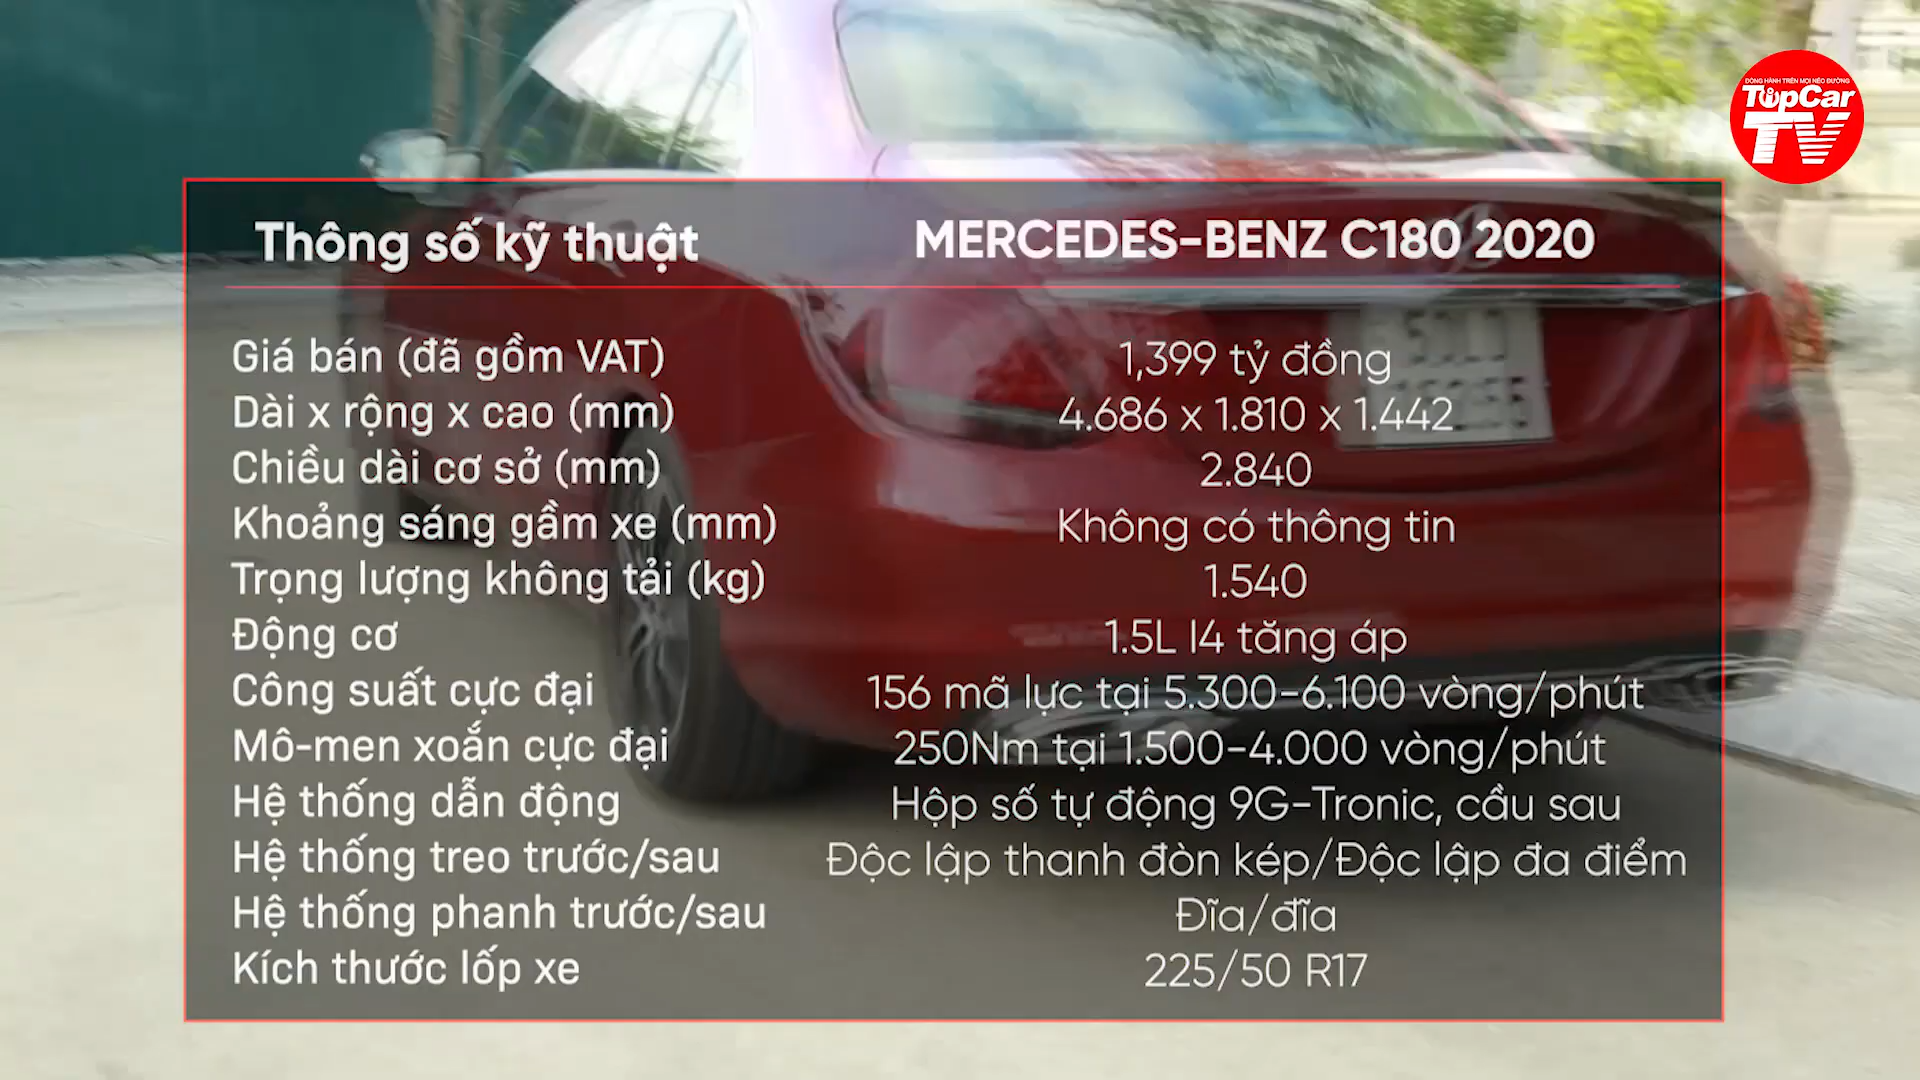 ĐỒNG HÀNH TRÊN MỌI NẺO ĐƯỜNG
TopCar
TV
Thông số kỹ thuật MERCEDES-BENZ C180 2020
Giá bán (đã gồm VAT) 1,399 tỷ đồng
Dài x rộng x cao (mm) 4.686 x 1.810 x 1.442
Chiều dài cơ sở (mm) 2.840
Khoảng sáng gầm xe (mm) Không có thông tin
Trọng lượng không tải (kg) 1.540
Động cơ 1.5L I4 tăng áp
Công suất cực đại 156 mã lực tại 5.300-6.100 vòng/phút
Mô-men xoắn cực đại 250Nm tại 1.500-4.000 vòng/phút
Hệ thống dẫn động Hộp số tự động 9G-Tronic, cầu sau
Hệ thống treo trước/sau Độc lập thanh đòn kép/Độc lập đa điểm
Hệ thống phanh trước/sau Đĩa/đĩa
Kích thước lốp xe 225/50 R17